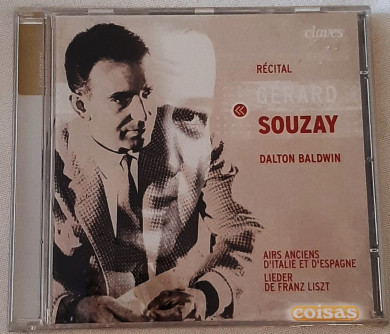 claves
RÉCITAL
GÉRARD
SOUZAY
DALTON BALDWIN
AIRS ANCIENS
D'ITALIE ET D'ESPAGNE
LIEDER
DE FRANZ LISZT
coisas